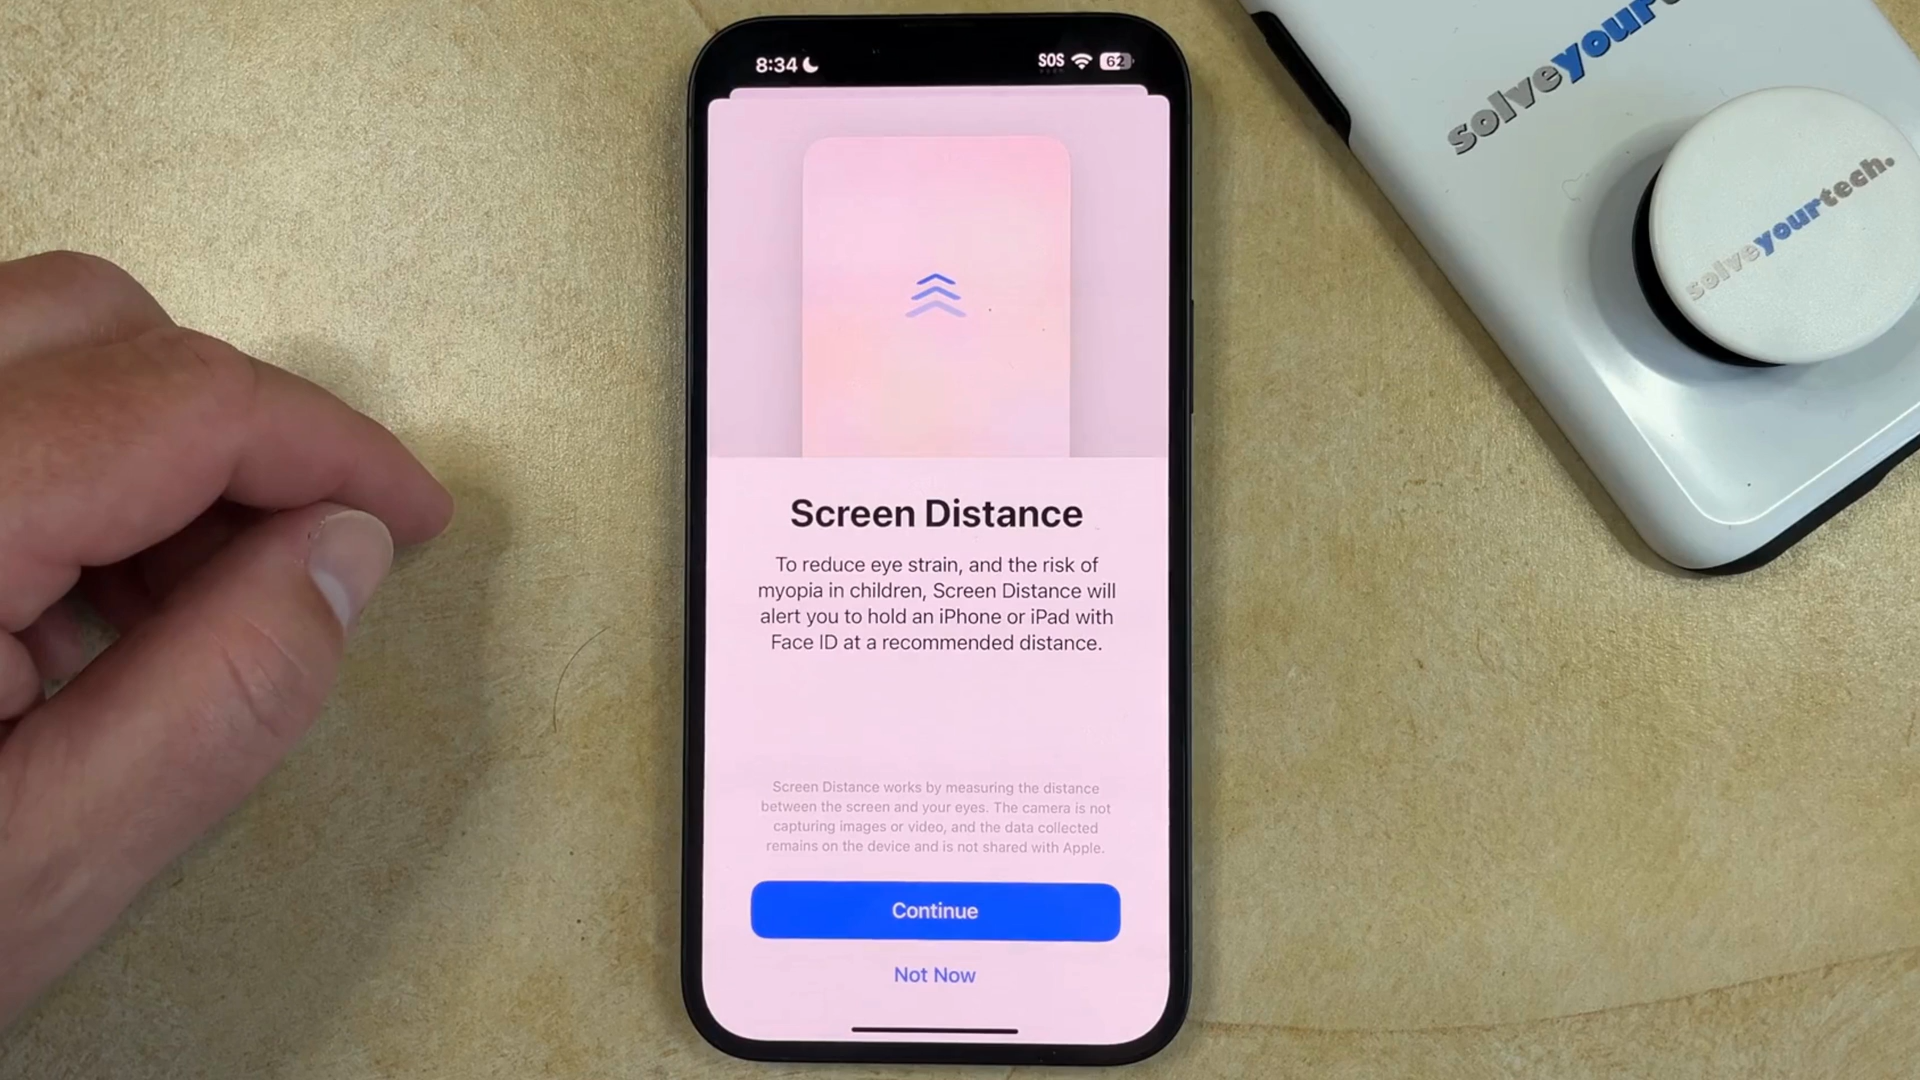 8:34
SOS
62
solveyour
solveyourtech.
Screen Distance
To reduce eye strain, and the risk of
myopia in children, Screen Distance will
alert you to hold an iPhone or iPad with
Face ID at a recommended distance.
Screen Distance works by measuring the distance
between the screen and your eyes. The camera is not
capturing images or video, and the data collected
remains on the device and is not shared with Apple.
Continue
Not Now